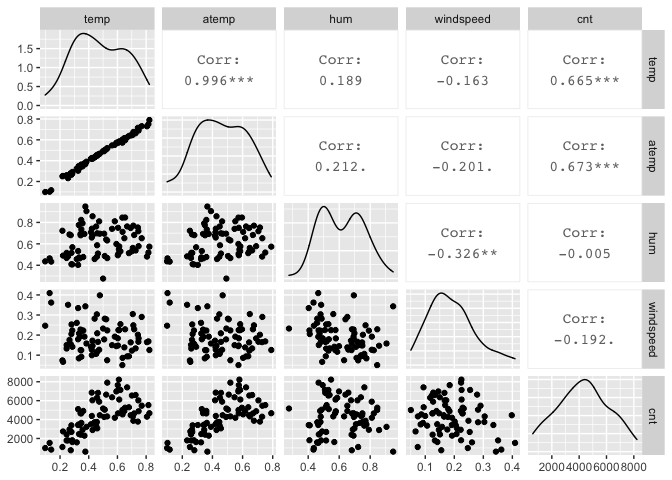 temp atemp hum windspeed cnt
1.5
1.0
0.5
0.0
Corr:
0.996***
Corr:
0.189
Corr:
−0.163
Corr:
0.665***
temp
0.8
0.6
0.4
0.2
Corr:
0.212.
Corr:
−0.201.
Corr:
0.673***
atemp
0.8
0.6
0.4
Corr:
−0.326**
Corr:
−0.005
hum
0.4
0.3
0.2
0.1
Corr:
−0.192.
windspeed
8000
6000
4000
2000
cnt
0.2 0.4 0.6 0.8 0.2 0.4 0.6 0.8 0.4 0.6 0.8 0.1 0.2 0.3 0.4 2000 4000 6000 8000